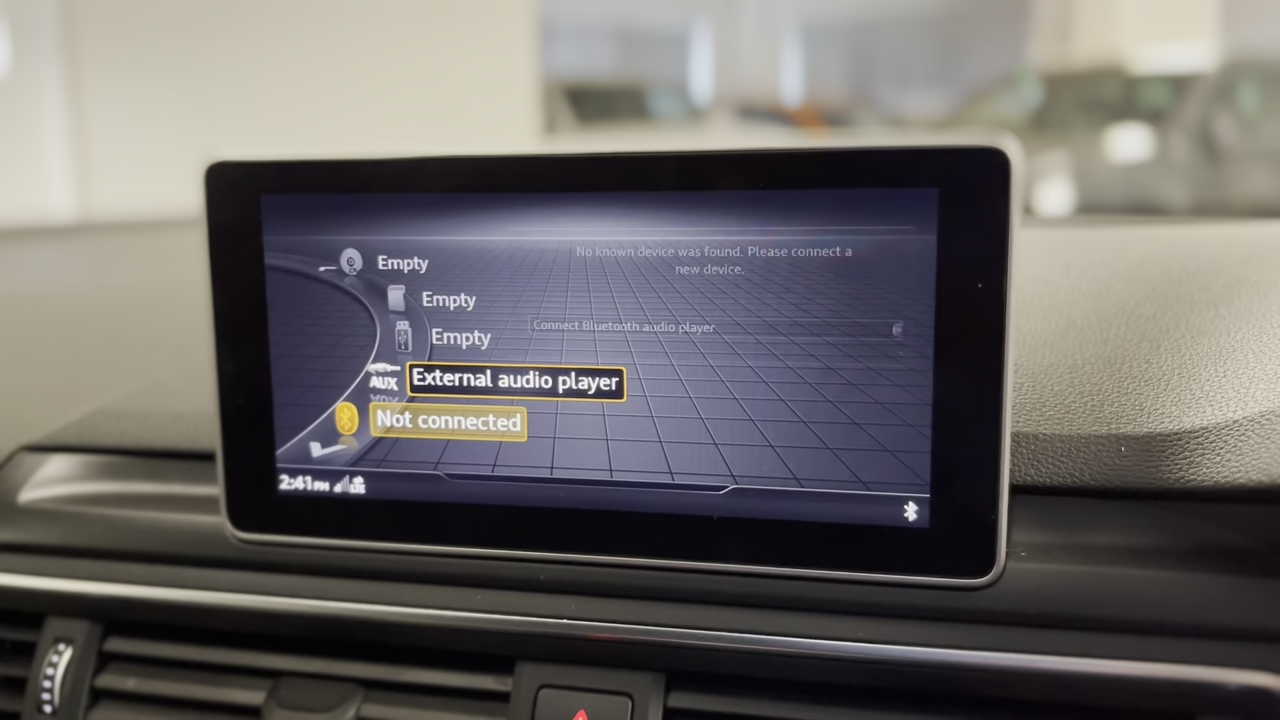 Empty
No known device was found. Please connect a
new device.
Empty
Empty
Connect Bluetooth audio player
AUX
External audio player
Not connected
2:41PM
LTE